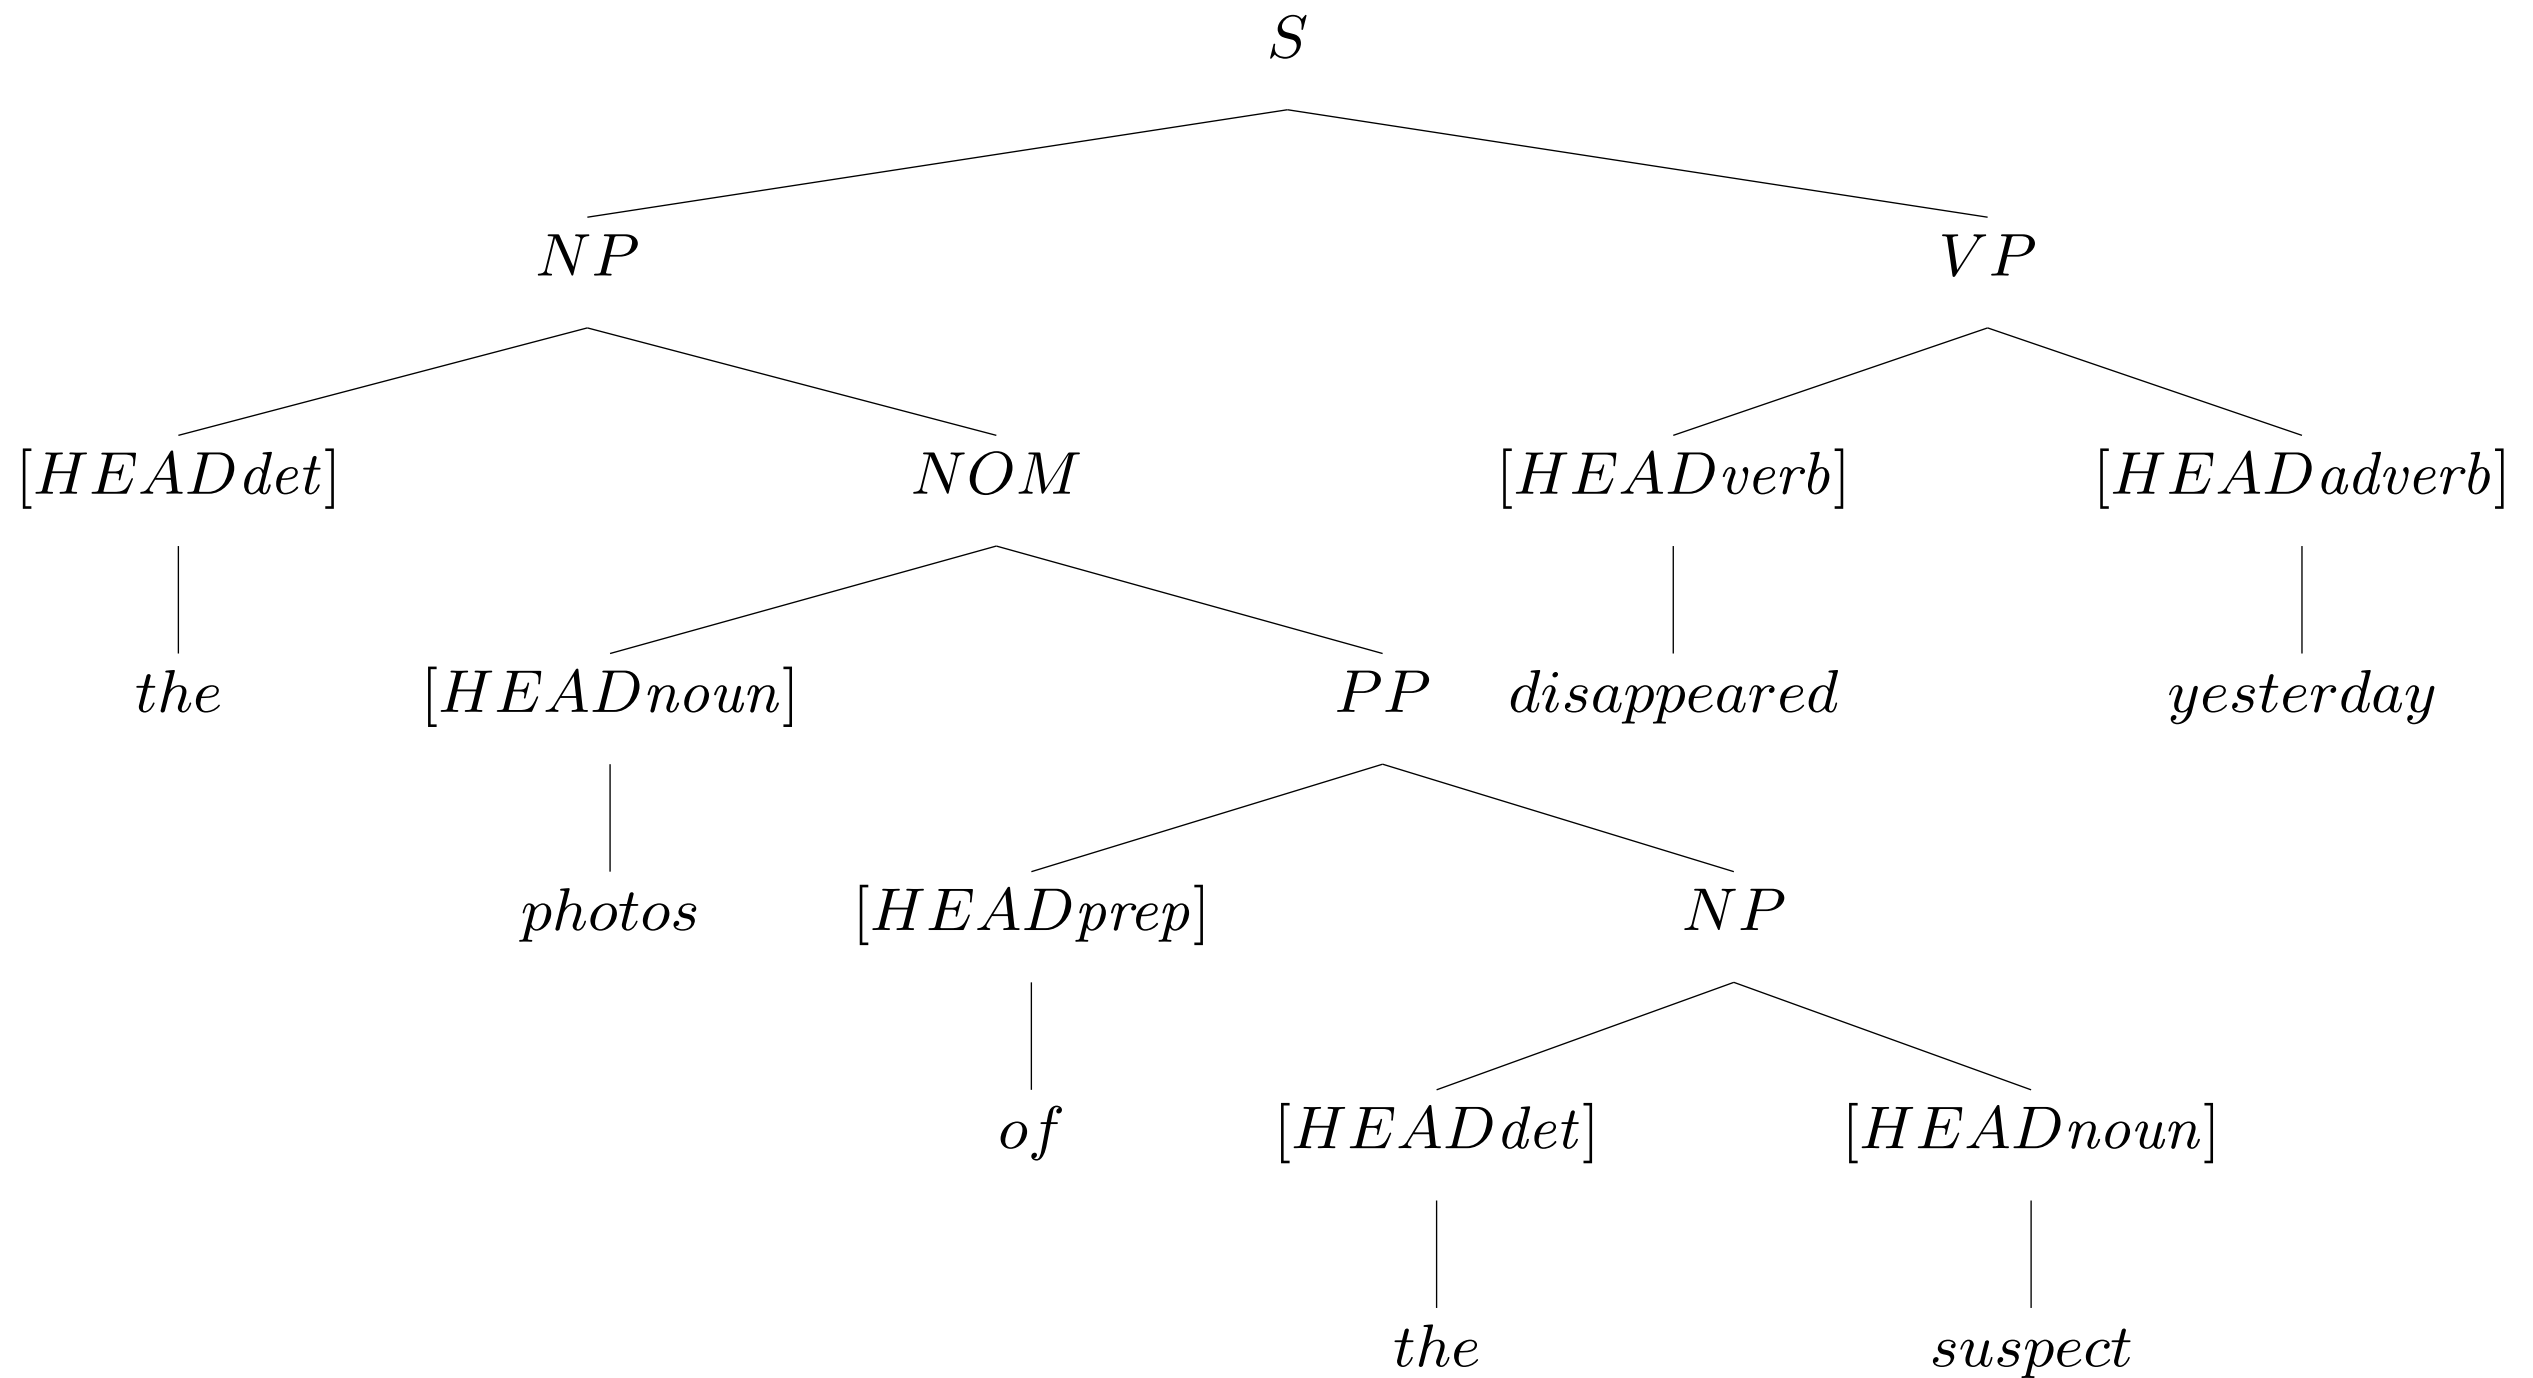 S
NP VP
[HEADdet] NOM [HEADverb] [HEADadverb]
the [HEADnoun] PP disappeared yesterday
photos [HEADprep] NP
of [HEADdet] [HEADnoun]
the suspect